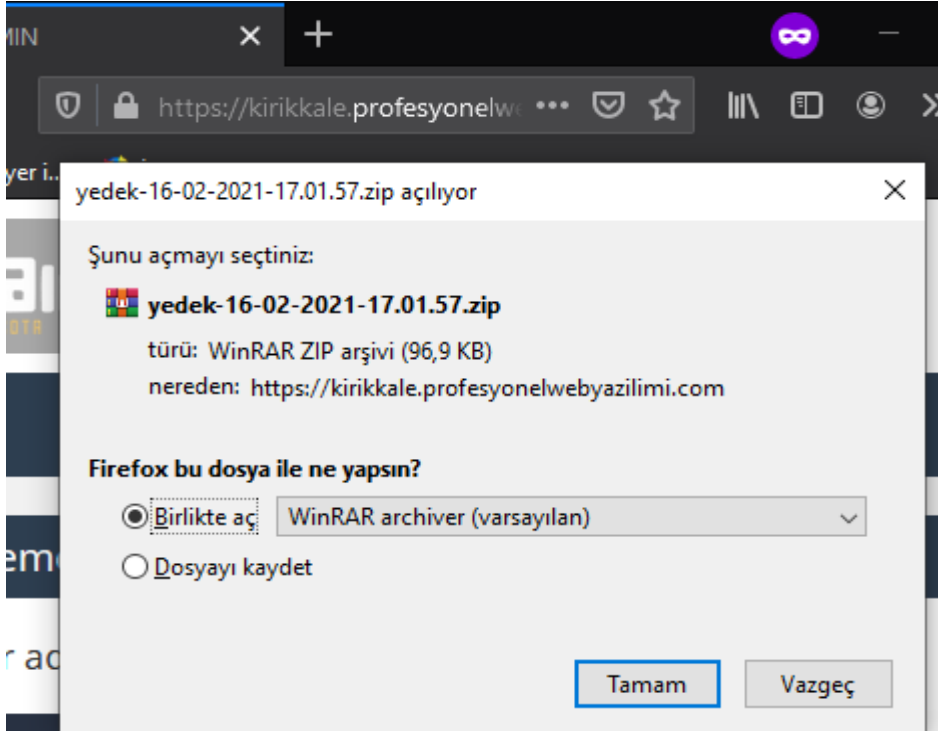 MIN
https://kirikkale.profesyonelwe
yer i..
yedek-16-02-2021-17.01.57.zip açılıyor
Şunu açmayı seçtiniz:
yedek-16-02-2021-17.01.57.zip
türü: WinRAR ZIP arşivi (96,9 KB)
nereden: https://kirikkale.profesyonelwebyazilimi.com
Firefox bu dosya ile ne yapsın?
Birlikte aç WinRAR archiver (varsayılan)
Dosyayı kaydet
Tamam Vazgeç